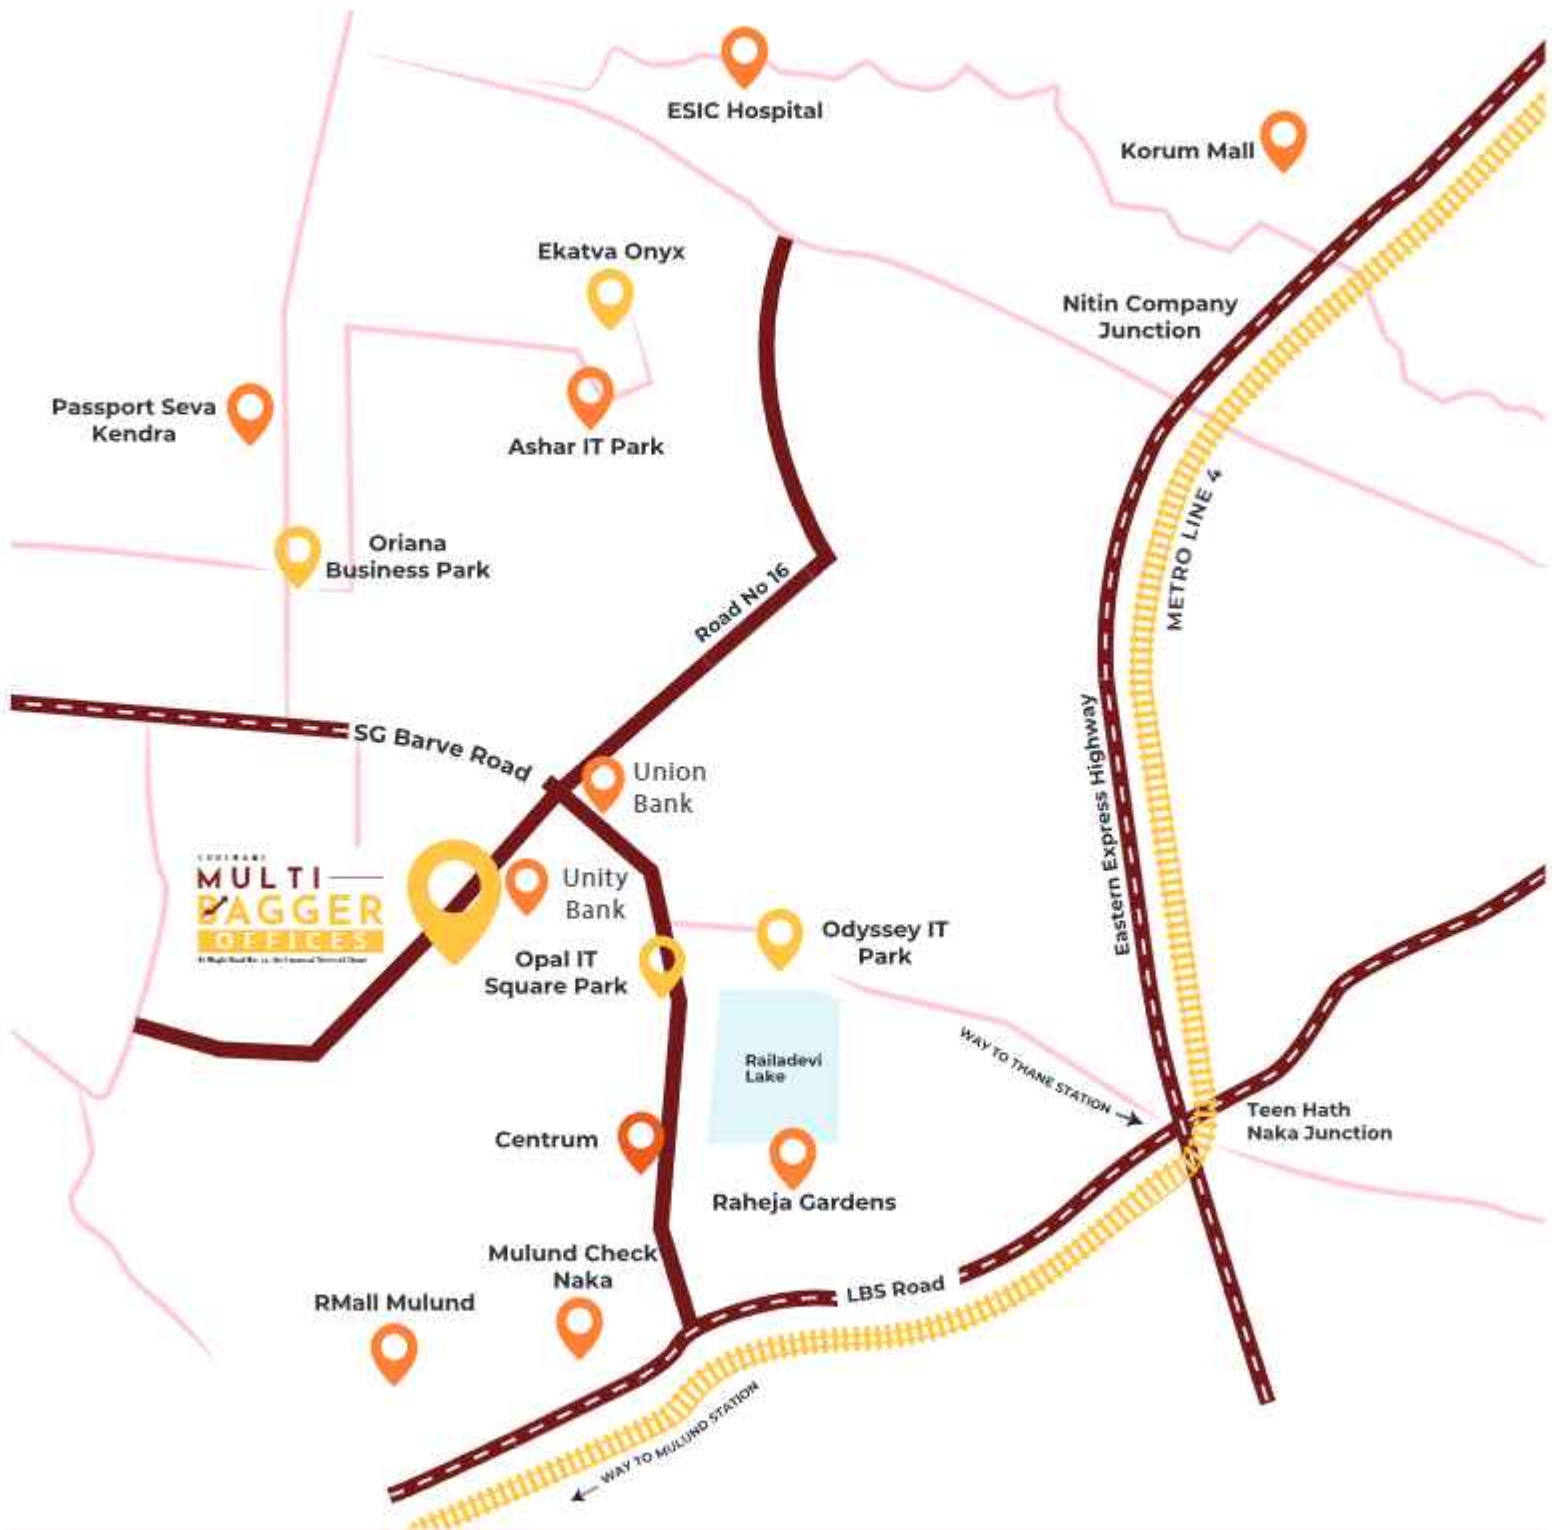 ESIC Hospital
Korum Mall
Ekatva Onyx
Nitin Company
Junction
Passport Seva
Kendra
Ashar IT Park
METRO LINE 4
Oriana
Business Park
Road No 16
SG Barve Road
Eastern Express Highway
Union
Bank
MULTI
BAGGER
OFFICES
Unity
Bank
Odyssey IT
Park
Opal IT
Square Park
Railadevi
Lake
WAY TO THANE STATION
Teen Hath
Naka Junction
Centrum
Raheja Gardens
Mulund Check
Naka
LBS Road
RMall Mulund
WAY TO MULUND STATION